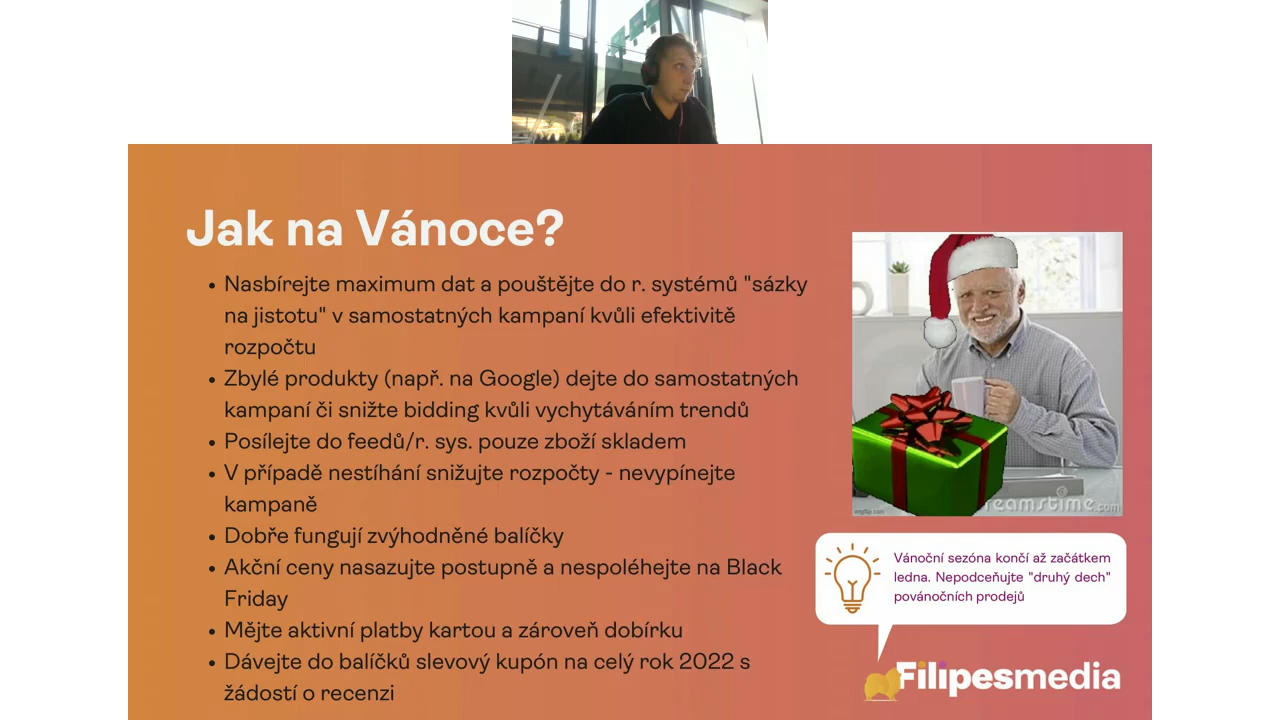 Jak na Vánoce?
Nasbírejte maximum dat a pouštějte do r. systémů "sázky
na jistotu" v samostatných kampaní kvůli efektivitě
rozpočtu
Zbylé produkty (např. na Google) dejte do samostatných
kampaní či snižte bidding kvůli vychytáváním trendů
Posílejte do feedů/r. sys. pouze zboží skladem
V případě nestíhání snižujte rozpočty - nevypínejte
kampaně
Dobře fungují zvýhodněné balíčky
Akční ceny nasazujte postupně a nespoléhejte na Black
Friday
Mějte aktivní platby kartou a zároveň dobírku
Dávejte do balíčků slevový kupón na celý rok 2022 s
žádostí o recenzi
reamstime.com
imgflip.com
Vánoční sezóna končí až začátkem
ledna. Nepodceňujte "druhý dech"
povánočních prodejů
Filipesmedia